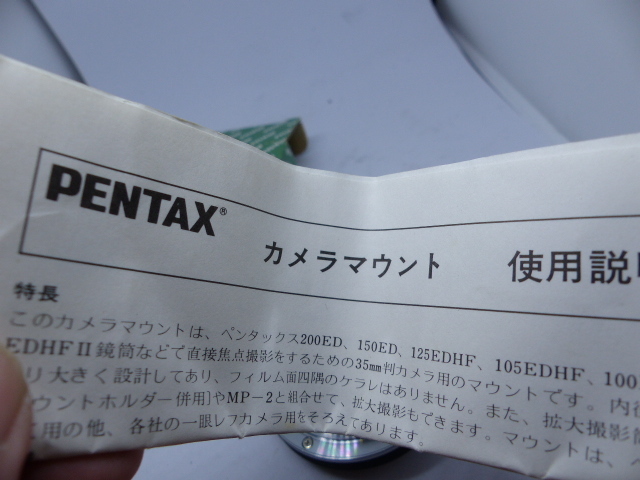 PENTAX®
カメラマウント 使用説
特長
このカメラマウントは、ペンタックス200ED、150ED、125EDHF、105EDHF、100
EDHFⅡ鏡筒などで直接焦点撮影をするための35mm判カメラ用のマウントです。内径
り大きく設計してあり、フィルム面四隅のケラレはありません。また、拡大撮影筒
ウントホルダー併用)やMP-2と組合せて、拡大撮影もできます。マウントは、ペ
用の他、各社の一眼レフカメラ用をそろえてあります。